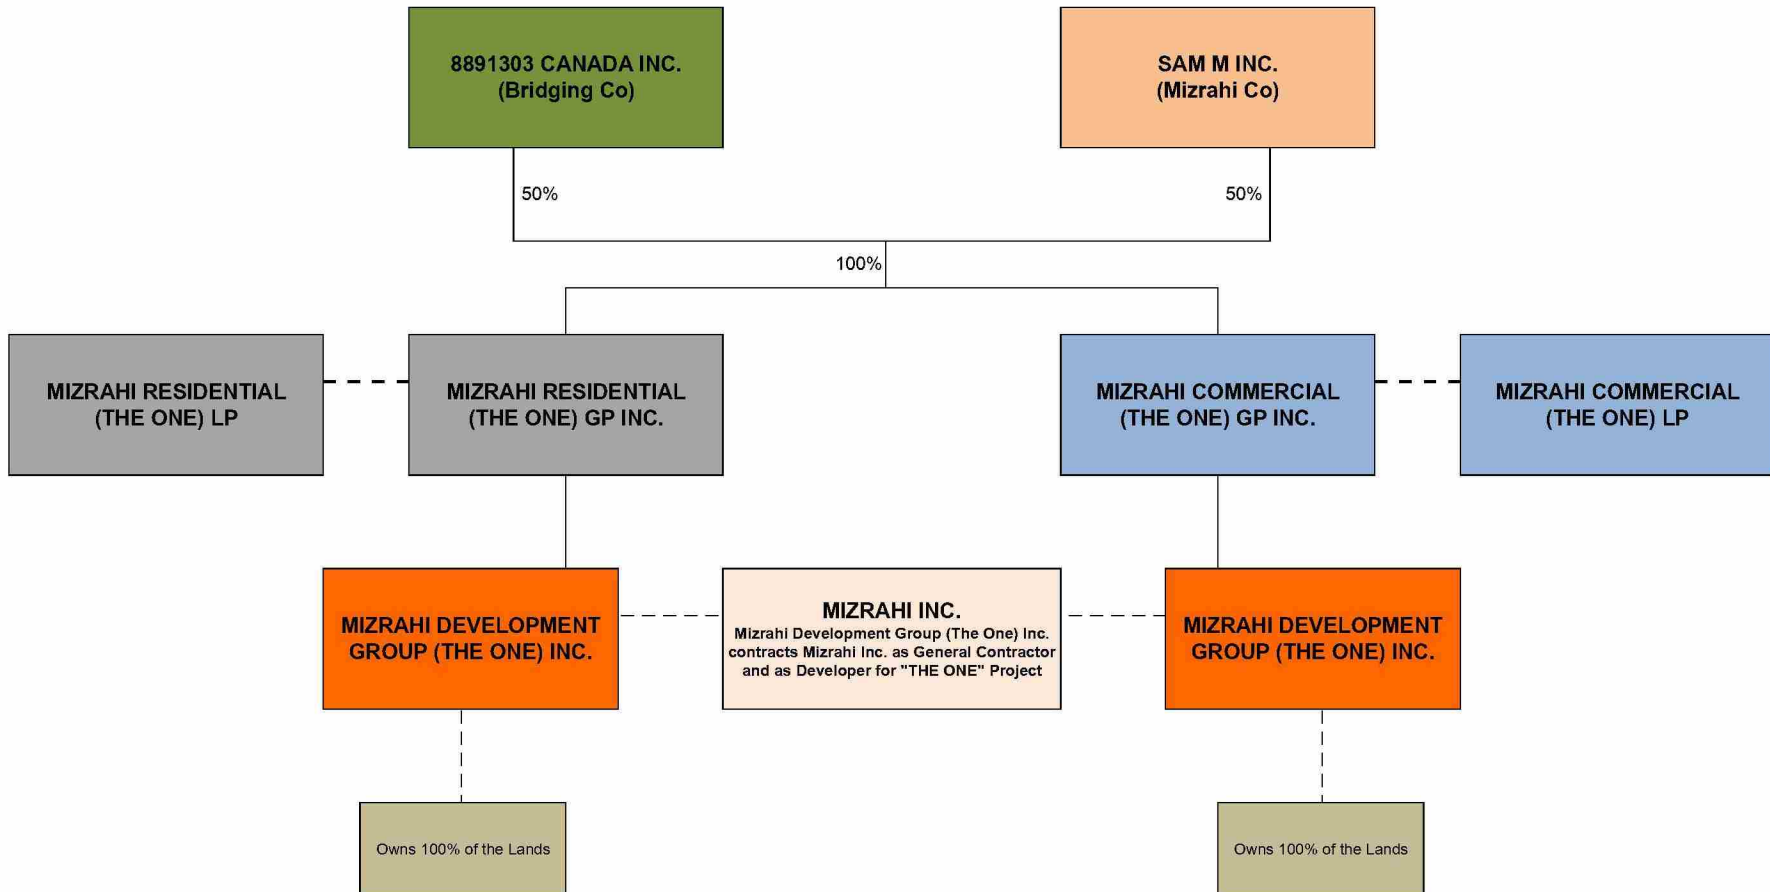 8891303 CANADA INC.
(Bridging Co)
SAM M INC.
(Mizrahi Co)
50%
50%
100%
MIZRAHI RESIDENTIAL
(THE ONE) LP
MIZRAHI RESIDENTIAL
(THE ONE) GP INC.
MIZRAHI COMMERCIAL
(THE ONE) GP INC.
MIZRAHI COMMERCIAL
(THE ONE) LP
MIZRAHI DEVELOPMENT
GROUP (THE ONE) INC.
MIZRAHI INC.
Mizrahi Development Group (The One) Inc.
contracts Mizrahi Inc. as General Contractor
and as Developer for "THE ONE" Project
MIZRAHI DEVELOPMENT
GROUP (THE ONE) INC.
Owns 100% of the Lands
Owns 100% of the Lands